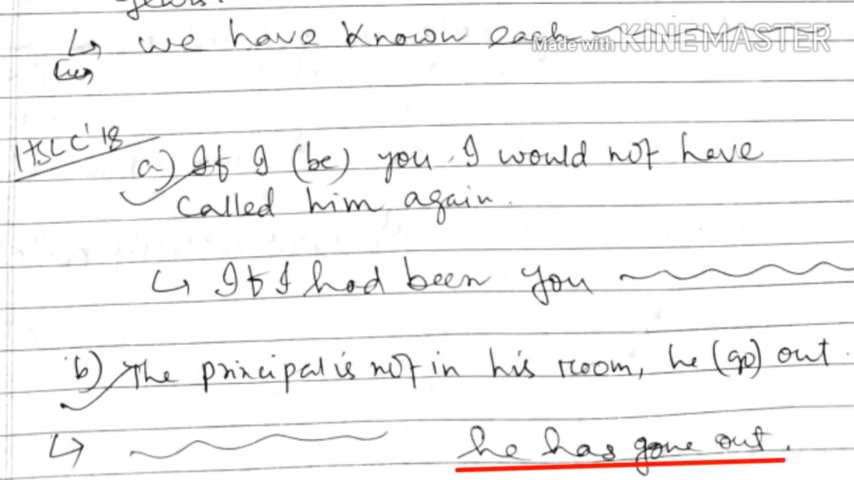 years.
↳ we have known each
Made with KINEMASTER
HSLC'18
a) If I (be) you. I would not have
called him again.
↳ If I had been you
b) The principal is not in his room, he (go) out.
↳ he has gone out.